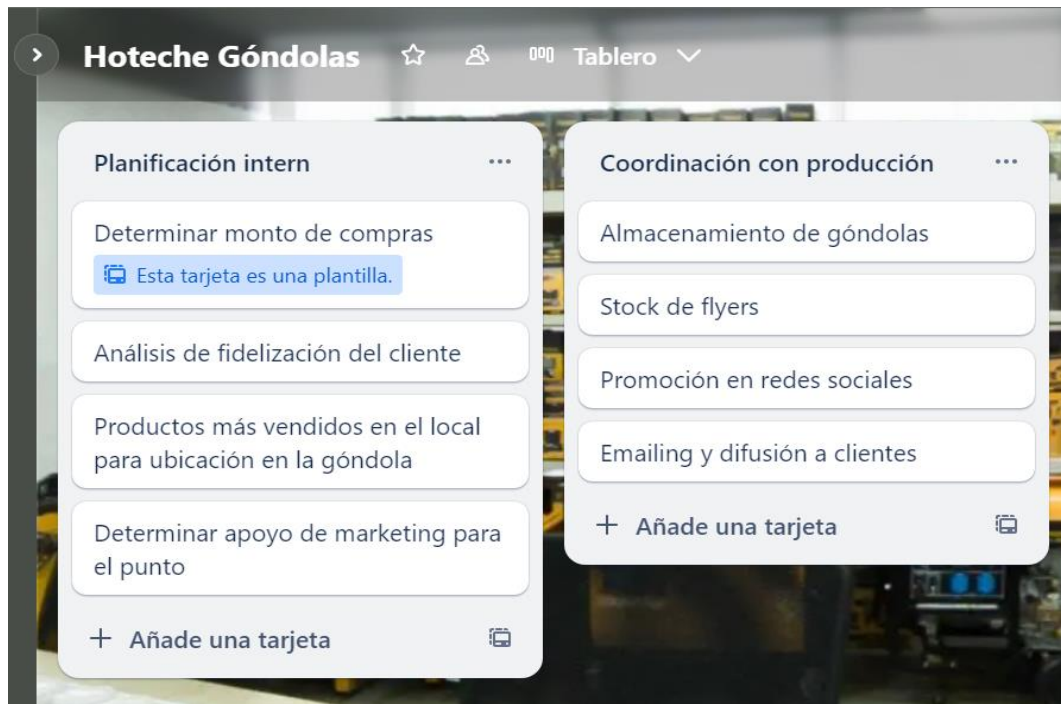 Hoteche Góndolas
Tablero
Planificación intern
Determinar monto de compras
Esta tarjeta es una plantilla.
Análisis de fidelización del cliente
Productos más vendidos en el local
para ubicación en la góndola
Determinar apoyo de marketing para
el punto
+ Añade una tarjeta
Coordinación con producción
Almacenamiento de góndolas
Stock de flyers
Promoción en redes sociales
Emailing y difusión a clientes
+ Añade una tarjeta